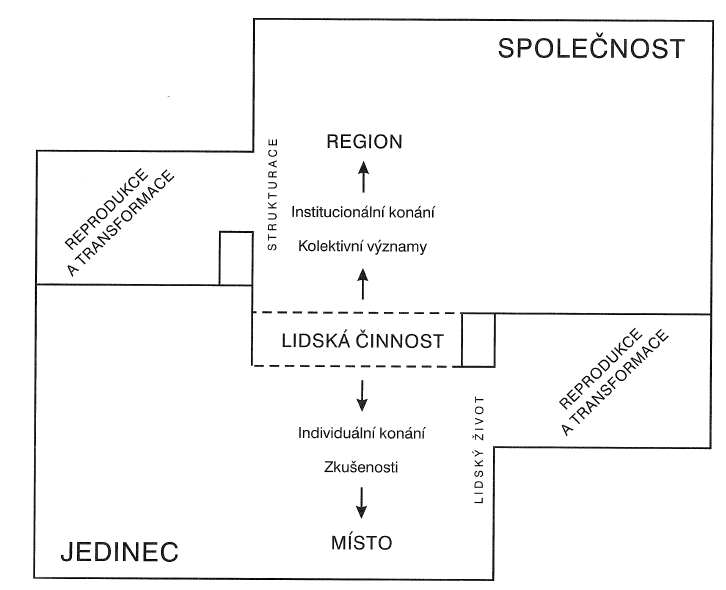 SPOLEČNOST
REGION
STRUKTURACE
REPRODUKCE
A TRANSFORMACE
Institucionální konání
Kolektivní významy
LIDSKÁ ČINNOST
REPRODUKCE
A TRANSFORMACE
LIDSKÝ ŽIVOT
Individuální konání
Zkušenosti
MÍSTO
JEDINEC